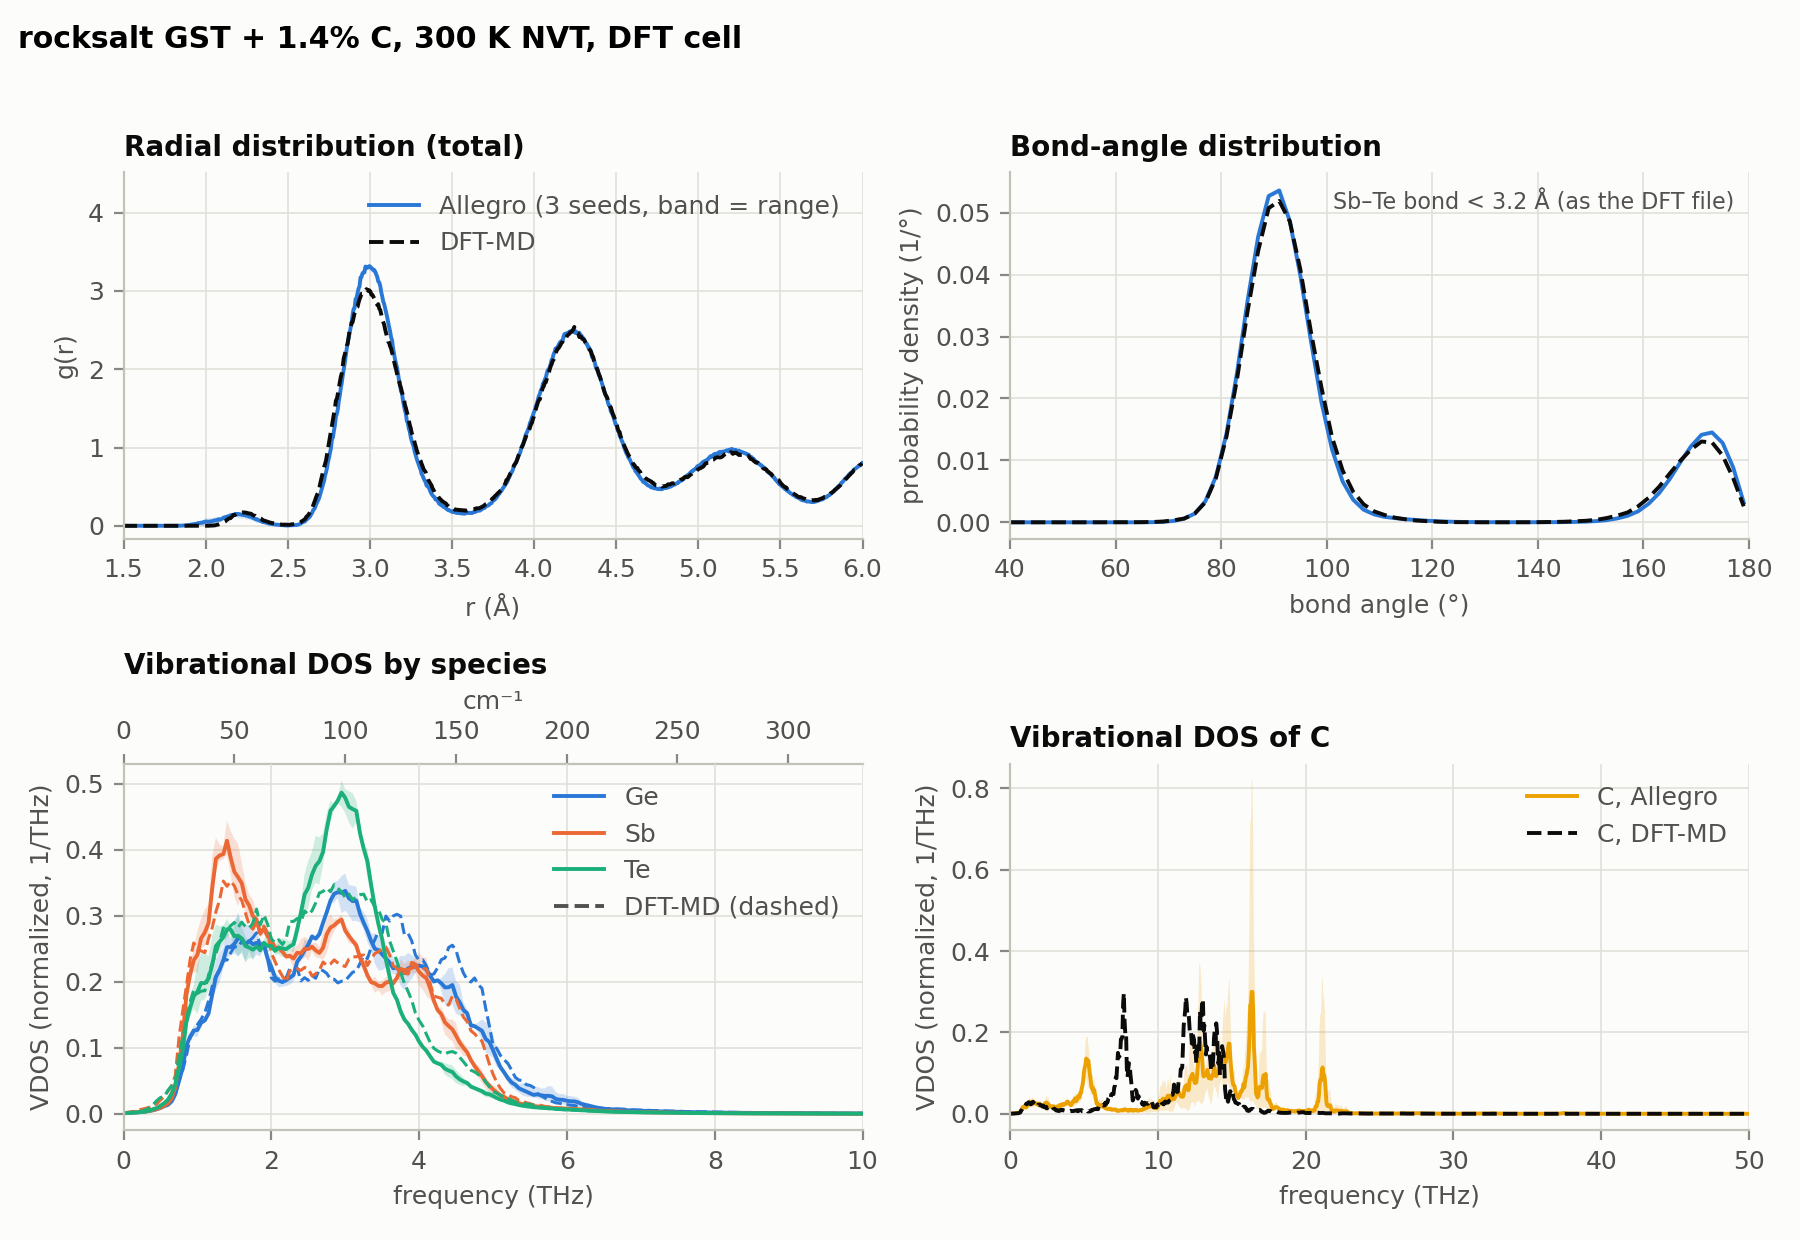 rocksalt GST + 1.4% C, 300 K NVT, DFT cell
Radial distribution (total)
g(r)
4
3
2
1
0
Allegro (3 seeds, band = range)
DFT-MD
1.5 2.0 2.5 3.0 3.5 4.0 4.5 5.0 5.5 6.0
r (Å)
Bond-angle distribution
probability density (1/°)
0.05
0.04
0.03
0.02
0.01
0.00
Sb–Te bond < 3.2 Å (as the DFT file)
40 60 80 100 120 140 160 180
bond angle (°)
Vibrational DOS by species
cm⁻¹
0 50 100 150 200 250 300
VDOS (normalized, 1/THz)
0.5
0.4
0.3
0.2
0.1
0.0
Ge
Sb
Te
DFT-MD (dashed)
0 2 4 6 8 10
frequency (THz)
Vibrational DOS of C
VDOS (normalized, 1/THz)
0.8
0.6
0.4
0.2
0.0
C, Allegro
C, DFT-MD
0 10 20 30 40 50
frequency (THz)